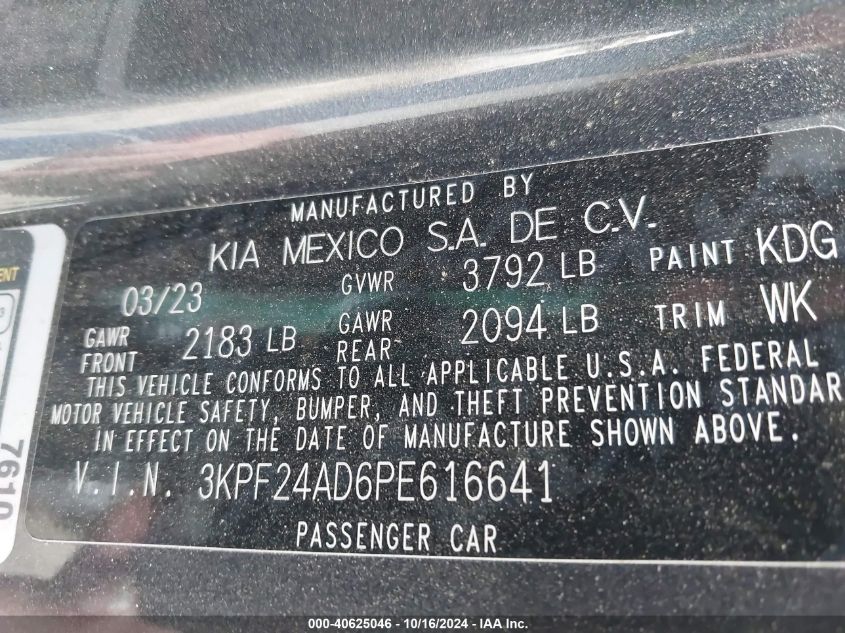 MANUFACTURED BY
KIA MEXICO S.A. DE C.V.
03/23 GVWR 3792 LB PAINT KDG
GAWR FRONT 2183 LB GAWR REAR 2094 LB TRIM WK
THIS VEHICLE CONFORMS TO ALL APPLICABLE U.S.A. FEDERAL
MOTOR VEHICLE SAFETY, BUMPER, AND THEFT PREVENTION STANDAR
IN EFFECT ON THE DATE OF MANUFACTURE SHOWN ABOVE.
V.I.N. 3KPF24AD6PE616641
PASSENGER CAR
7610
000-40625046 - 10/16/2024 - IAA Inc.